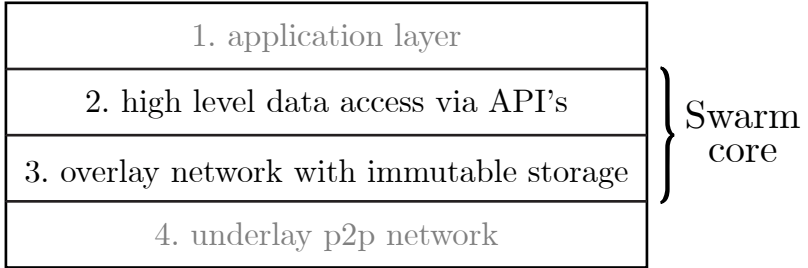 1. application layer
2. high level data access via API's
3. overlay network with immutable storage
4. underlay p2p network
Swarm
core